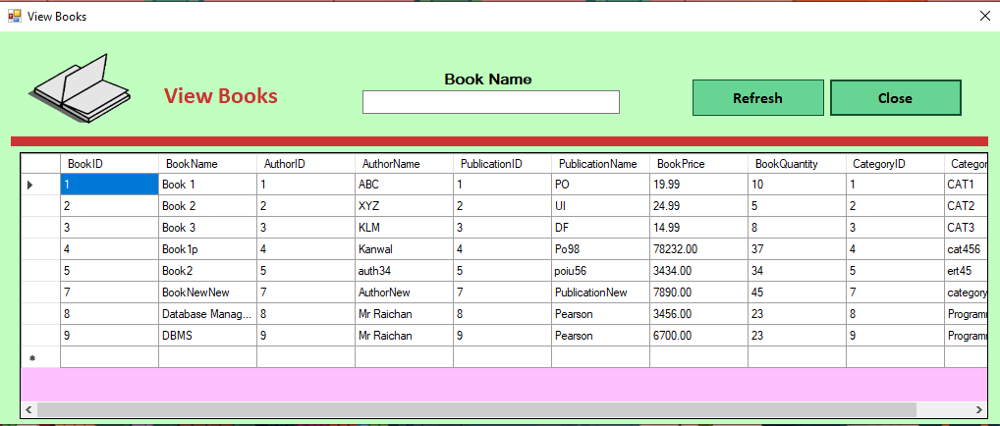 View Books
View Books
Book Name
Refresh
Close
BookID BookName AuthorID AuthorName PublicationID PublicationName BookPrice BookQuantity CategoryID Categor
1 Book 1 1 ABC 1 PO 19.99 10 1 CAT1
2 Book 2 2 XYZ 2 UI 24.99 5 2 CAT2
3 Book 3 3 KLM 3 DF 14.99 8 3 CAT3
4 Book1p 4 Kanwal 4 Po98 78232.00 37 4 cat456
5 Book2 5 auth34 5 poiu56 3434.00 34 5 ert45
7 BookNewNew 7 AuthorNew 7 PublicationNew 7890.00 45 7 category
8 Database Manag... 8 Mr Raichan 8 Pearson 3456.00 23 8 Programr
9 DBMS 9 Mr Raichan 9 Pearson 6700.00 23 9 Programr